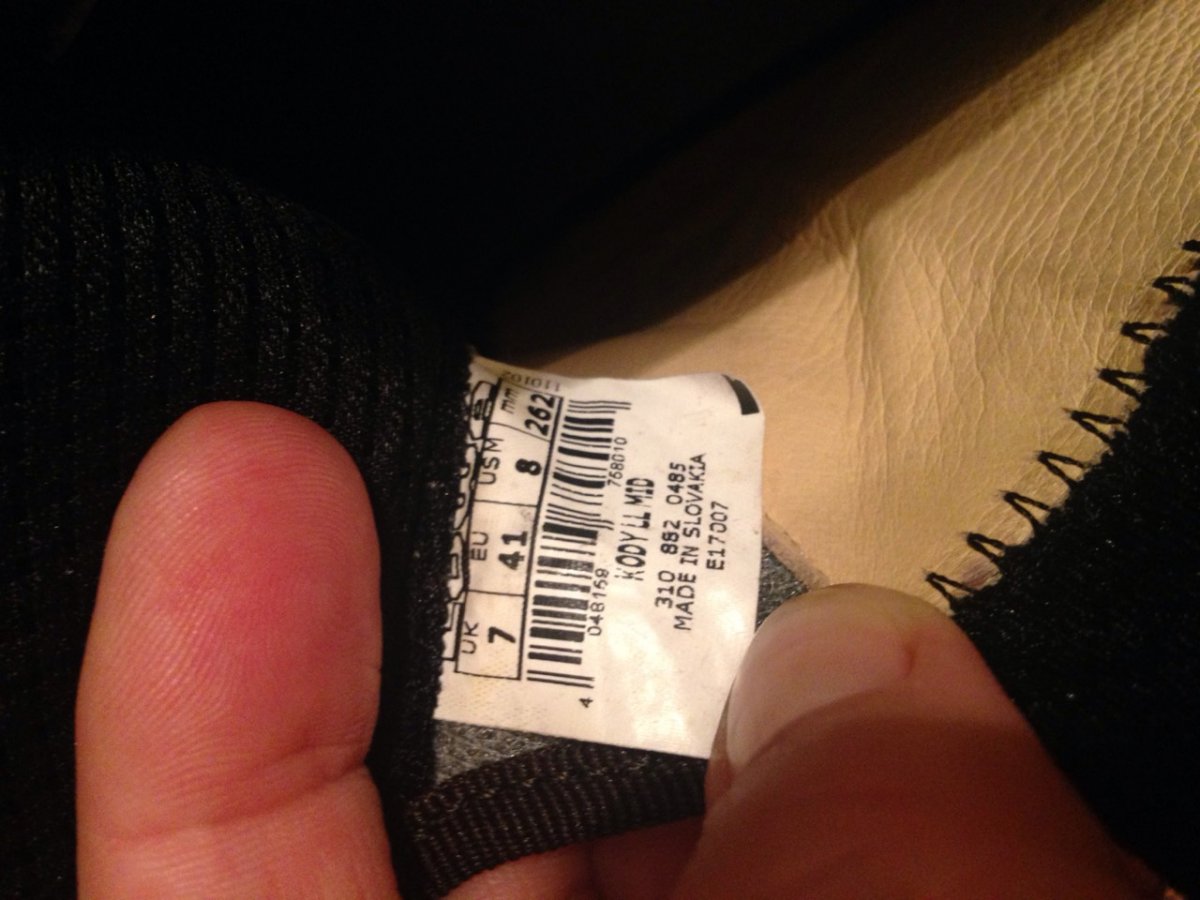 UK EU USM mm
7 41 8 262
4 048159 768010
KODY LL MID
310 882 0485
MADE IN SLOVAKIA
E17007